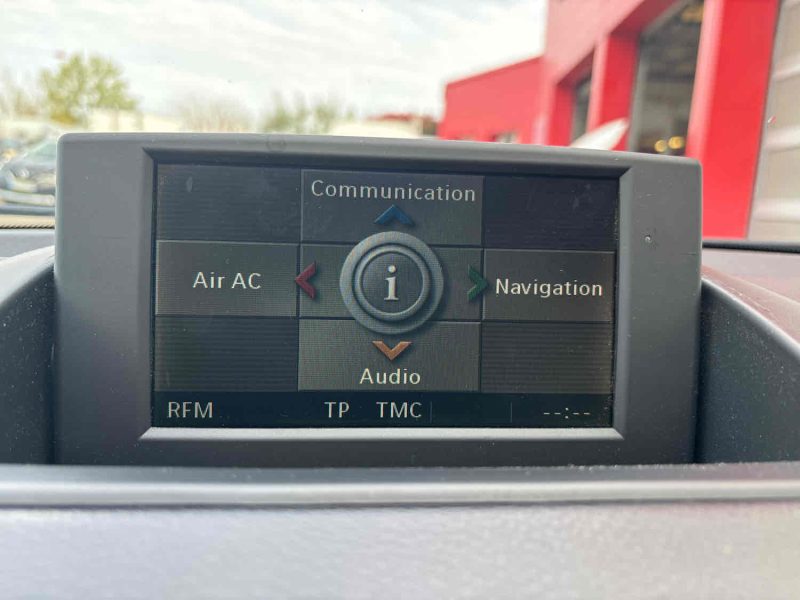 Communication
Air AC
i
Navigation
Audio
RFM TP TMC --:--